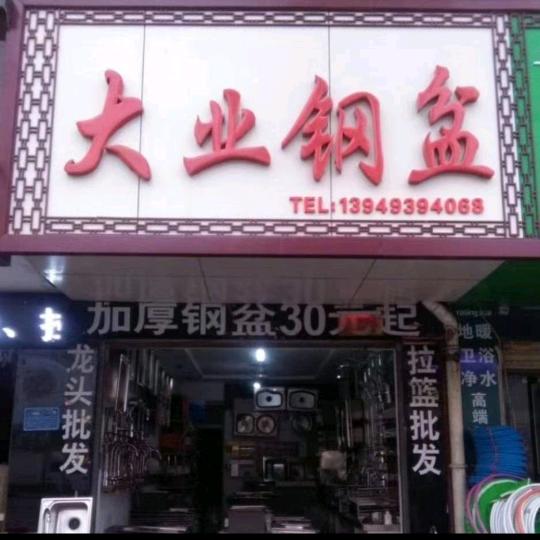 大业钢盆
TEL:13949394068
加厚钢盆30元起
龙头批发
拉篮批发
地暖
卫浴
净水
高端